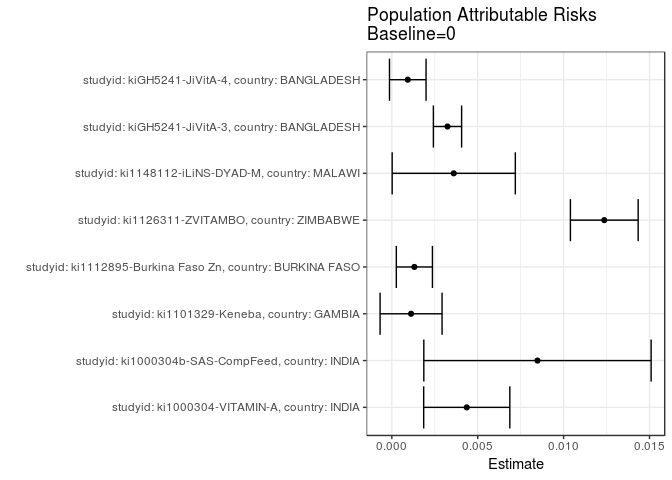 Population Attributable Risks
Baseline=0
studyid: kiGH5241-JiVitA-4, country: BANGLADESH
studyid: kiGH5241-JiVitA-3, country: BANGLADESH
studyid: ki1148112-iLiNS-DYAD-M, country: MALAWI
studyid: ki1126311-ZVITAMBO, country: ZIMBABWE
studyid: ki1112895-Burkina Faso Zn, country: BURKINA FASO
studyid: ki1101329-Keneba, country: GAMBIA
studyid: ki1000304b-SAS-CompFeed, country: INDIA
studyid: ki1000304-VITAMIN-A, country: INDIA
0.000 0.005 0.010 0.015
Estimate